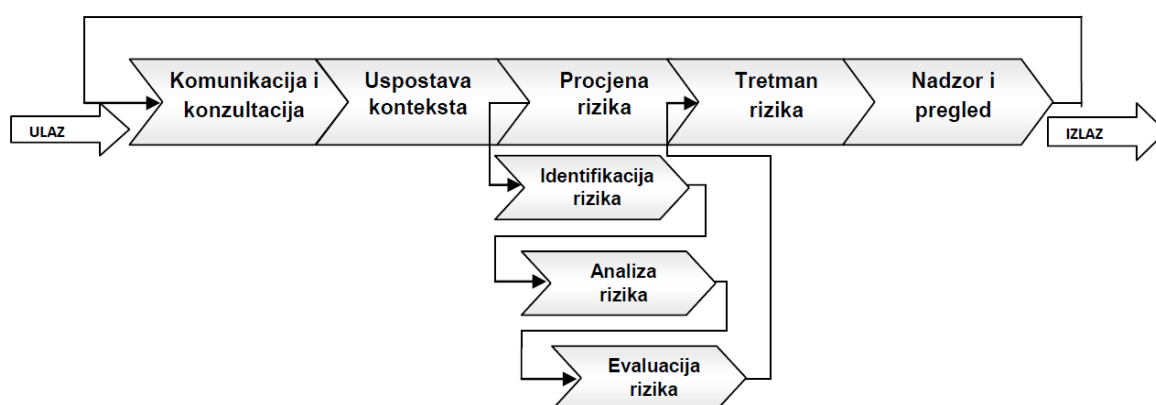 Komunikacija i
konzultacija
Uspostava
konteksta
Procjena
rizika
Tretman
rizika
Nadzor i
pregled
ULAZ
IZLAZ
Identifikacija
rizika
Analiza
rizika
Evaluacija
rizika